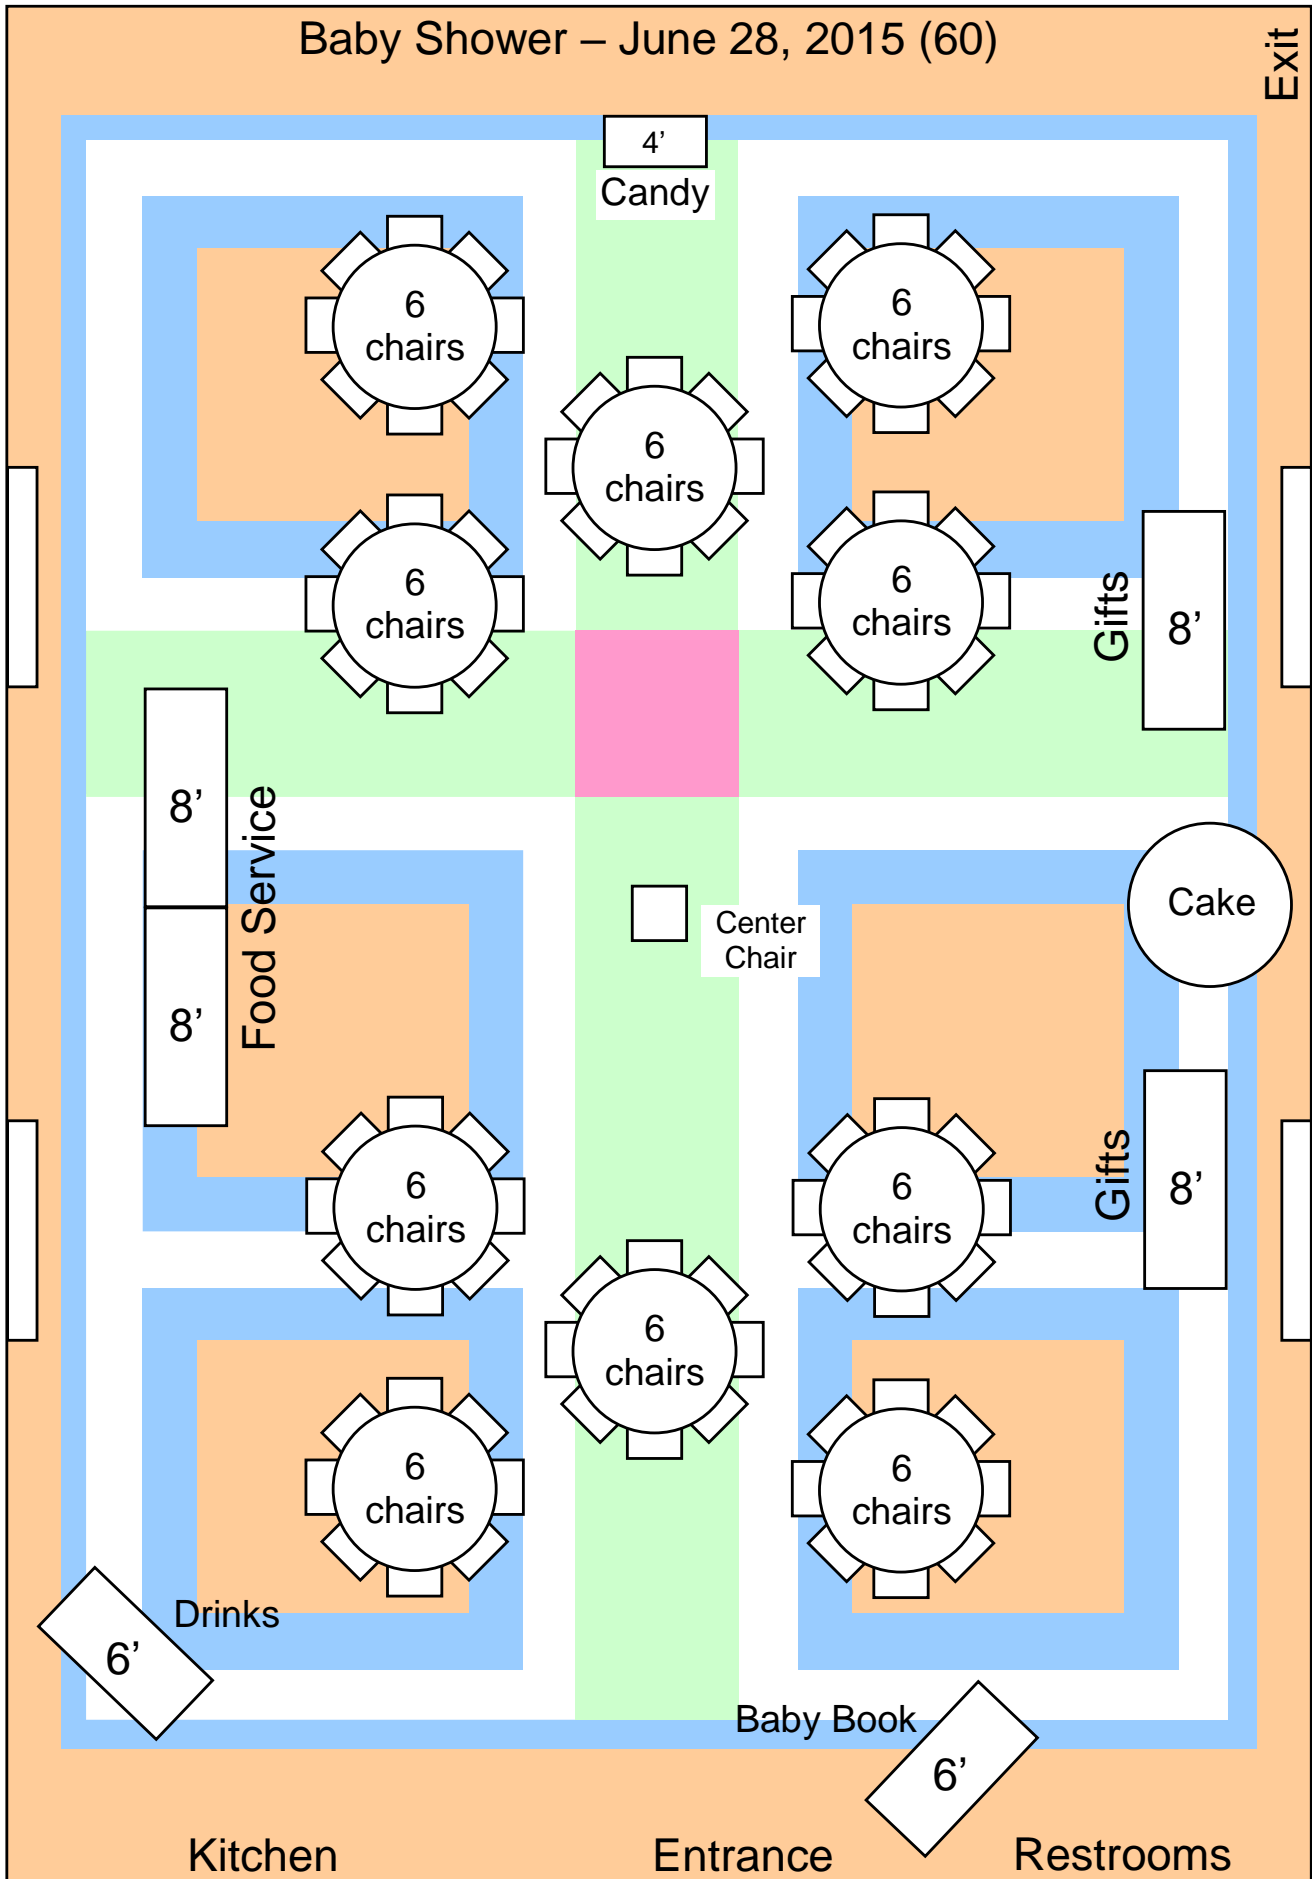 Baby Shower – June 28, 2015 (60)
Exit
4’
Candy
6
chairs
6
chairs
6
chairs
6
chairs
6
chairs
Gifts
8’
8’
Food Service
8’
Center
Chair
Cake
6
chairs
6
chairs
Gifts
8’
6
chairs
6
chairs
6
chairs
Drinks
6’
Baby Book
6’
Kitchen
Entrance
Restrooms